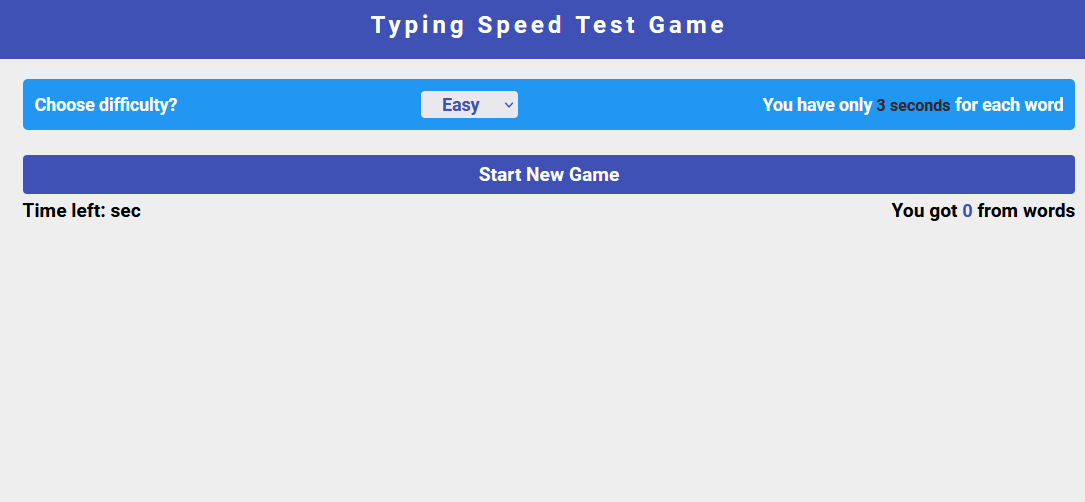 Typing Speed Test Game
Choose difficulty? Easy You have only 3 seconds for each word
Start New Game
Time left: sec You got 0 from words